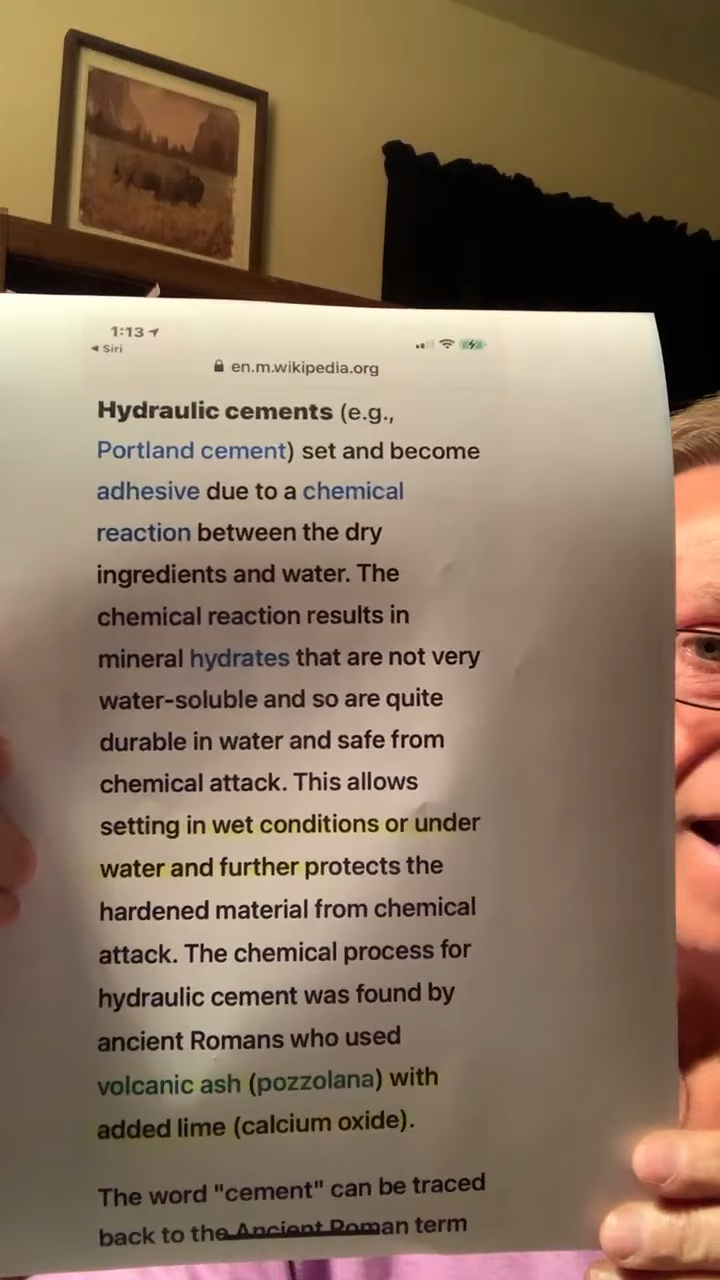 1:13
◄ Siri
en.m.wikipedia.org
Hydraulic cements (e.g.,
Portland cement) set and become
adhesive due to a chemical
reaction between the dry
ingredients and water. The
chemical reaction results in
mineral hydrates that are not very
water-soluble and so are quite
durable in water and safe from
chemical attack. This allows
setting in wet conditions or under
water and further protects the
hardened material from chemical
attack. The chemical process for
hydraulic cement was found by
ancient Romans who used
volcanic ash (pozzolana) with
added lime (calcium oxide).
The word "cement" can be traced
back to the Ancient Roman term